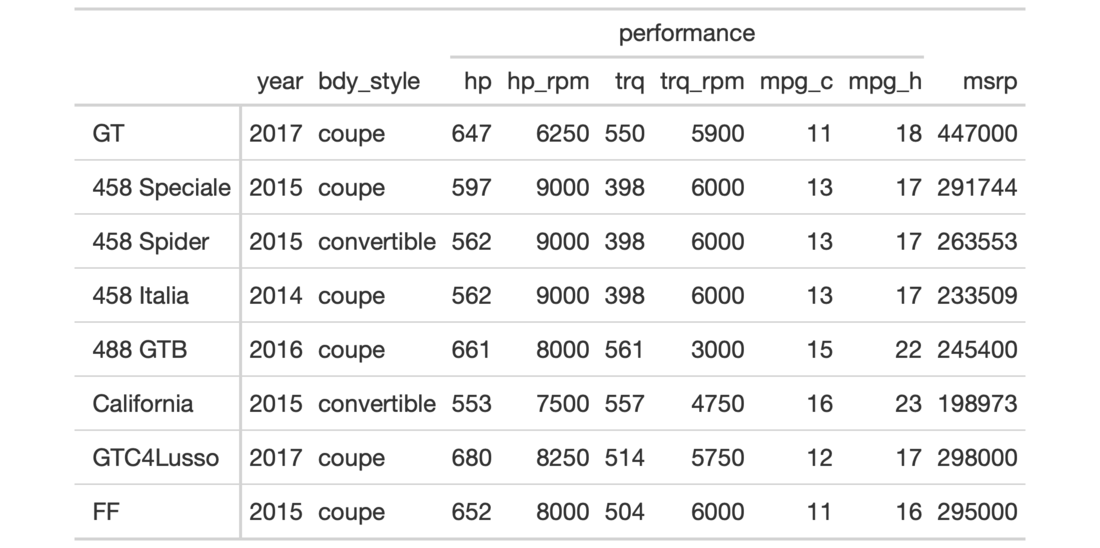 performance
year bdy_style hp hp_rpm trq trq_rpm mpg_c mpg_h msrp
GT 2017 coupe 647 6250 550 5900 11 18 447000
458 Speciale 2015 coupe 597 9000 398 6000 13 17 291744
458 Spider 2015 convertible 562 9000 398 6000 13 17 263553
458 Italia 2014 coupe 562 9000 398 6000 13 17 233509
488 GTB 2016 coupe 661 8000 561 3000 15 22 245400
California 2015 convertible 553 7500 557 4750 16 23 198973
GTC4Lusso 2017 coupe 680 8250 514 5750 12 17 298000
FF 2015 coupe 652 8000 504 6000 11 16 295000